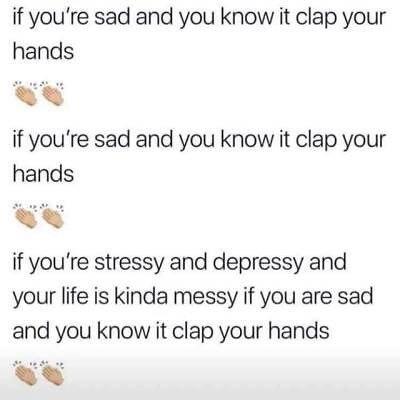 if you’re sad and you know it clap your
hands
👏🏼👏🏼
if you’re sad and you know it clap your
hands
👏🏼👏🏼
if you’re stressy and depressy and
your life is kinda messy if you are sad
and you know it clap your hands
👏🏼👏🏼